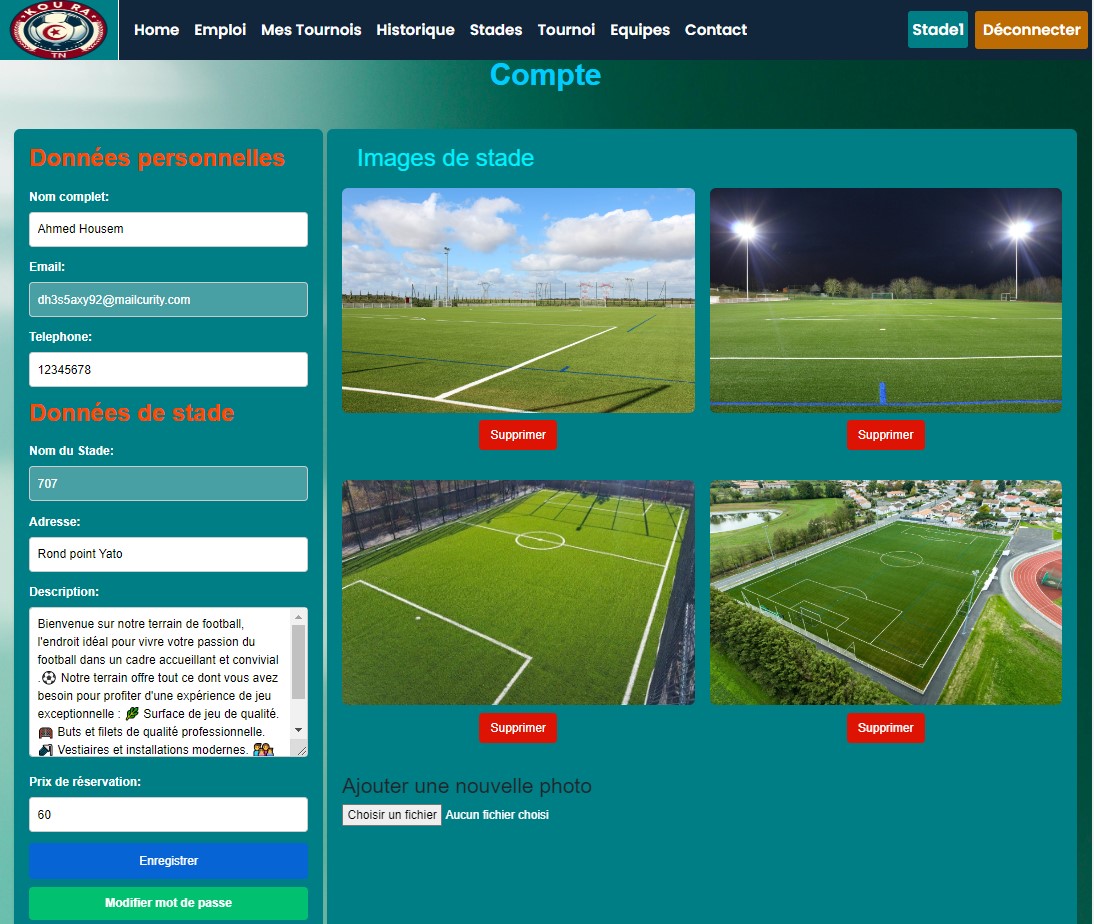 KOURA
TN
Home Emploi Mes Tournois Historique Stades Tournoi Equipes Contact Stade1 Déconnecter
Compte
Données personnelles
Nom complet:
Ahmed Housem
Email:
dh3s5axy92@mailcurity.com
Telephone:
12345678
Données de stade
Nom du Stade:
707
Adresse:
Rond point Yato
Description:
Bienvenue sur notre terrain de football,
l'endroit idéal pour vivre votre passion du
football dans un cadre accueillant et convivial
.⚽ Notre terrain offre tout ce dont vous avez
besoin pour profiter d'une expérience de jeu
exceptionnelle : 🌿 Surface de jeu de qualité.
🥅 Buts et filets de qualité professionnelle.
Vestiaires et installations modernes.
Prix de réservation:
60
Enregistrer
Modifier mot de passe
Images de stade
Supprimer
Supprimer
Supprimer
Supprimer
Ajouter une nouvelle photo
Choisir un fichier Aucun fichier choisi